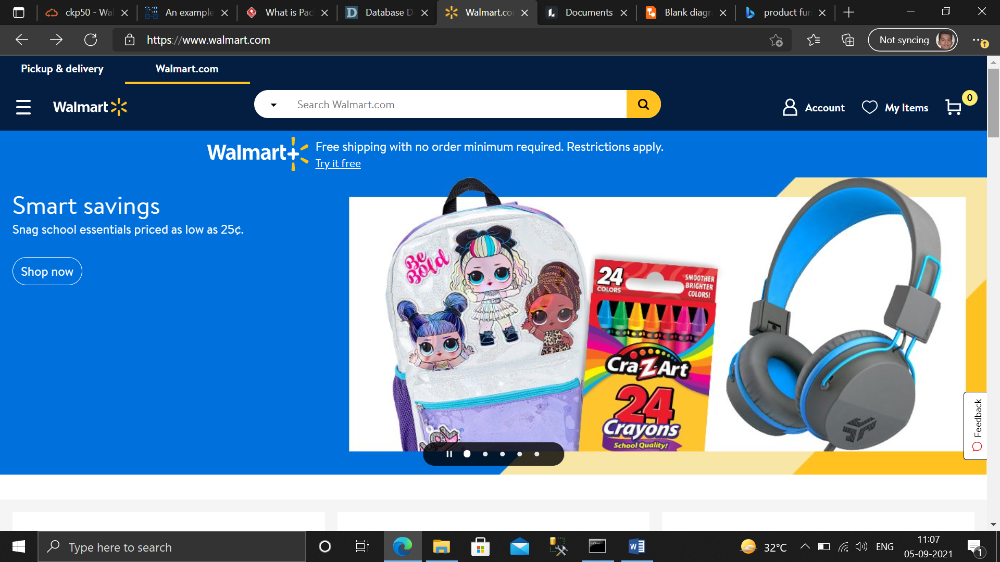 ckp50 - Wal
An example
What is Pac
Database D
Walmart.co
Documents
Blank diagr
product fun
https://www.walmart.com
Not syncing
Pickup & delivery
Walmart.com
Walmart
Search Walmart.com
Account
My Items
0
Walmart+
Free shipping with no order minimum required. Restrictions apply.
Try it free
Smart savings
Snag school essentials priced as low as 25¢.
Shop now
Be
Bold
24
COLORS
SMOOTHER
BRIGHTER
COLORS!
Cra-Z-Art
24
Crayons
School Quality!
Feedback
Type here to search
32°C
ENG
11:07
05-09-2021
1